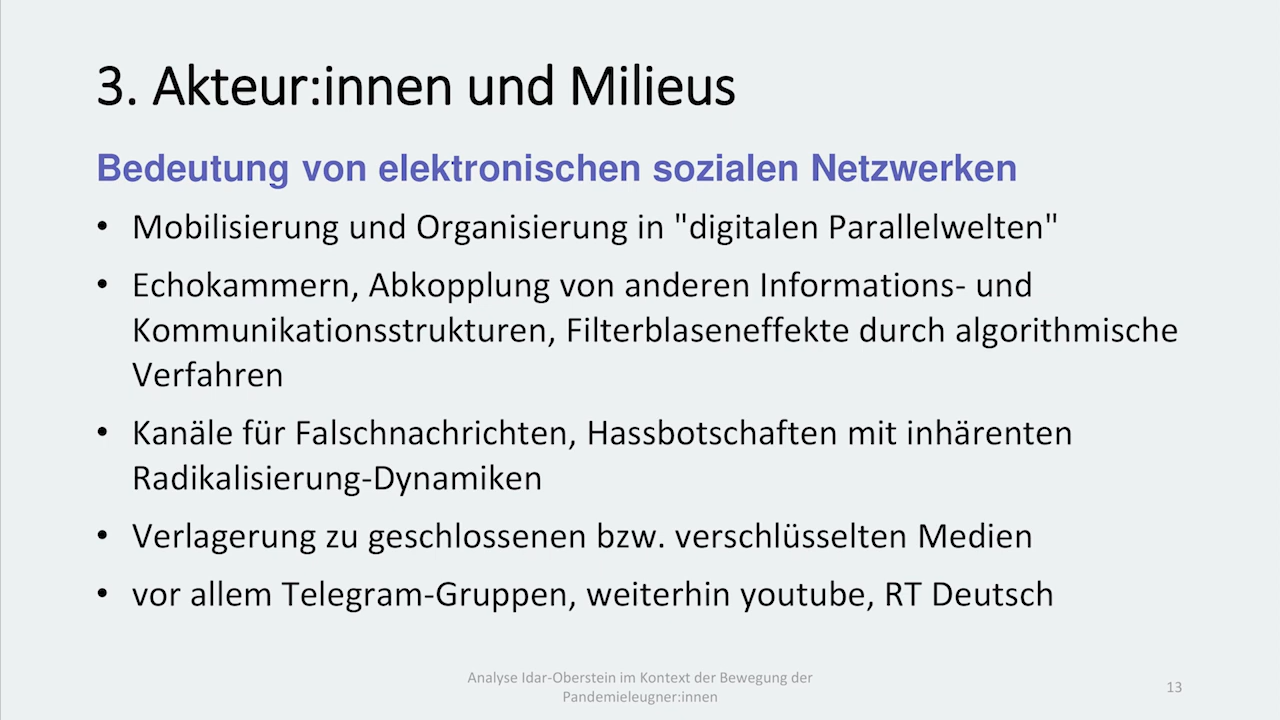 3. Akteur:innen und Milieus
Bedeutung von elektronischen sozialen Netzwerken
• Mobilisierung und Organisierung in "digitalen Parallelwelten"
• Echokammern, Abkopplung von anderen Informations- und
Kommunikationsstrukturen, Filterblaseneffekte durch algorithmische
Verfahren
• Kanäle für Falschnachrichten, Hassbotschaften mit inhärenten
Radikalisierung-Dynamiken
• Verlagerung zu geschlossenen bzw. verschlüsselten Medien
• vor allem Telegram-Gruppen, weiterhin youtube, RT Deutsch
Analyse Idar-Oberstein im Kontext der Bewegung der
Pandemieleugner:innen
13